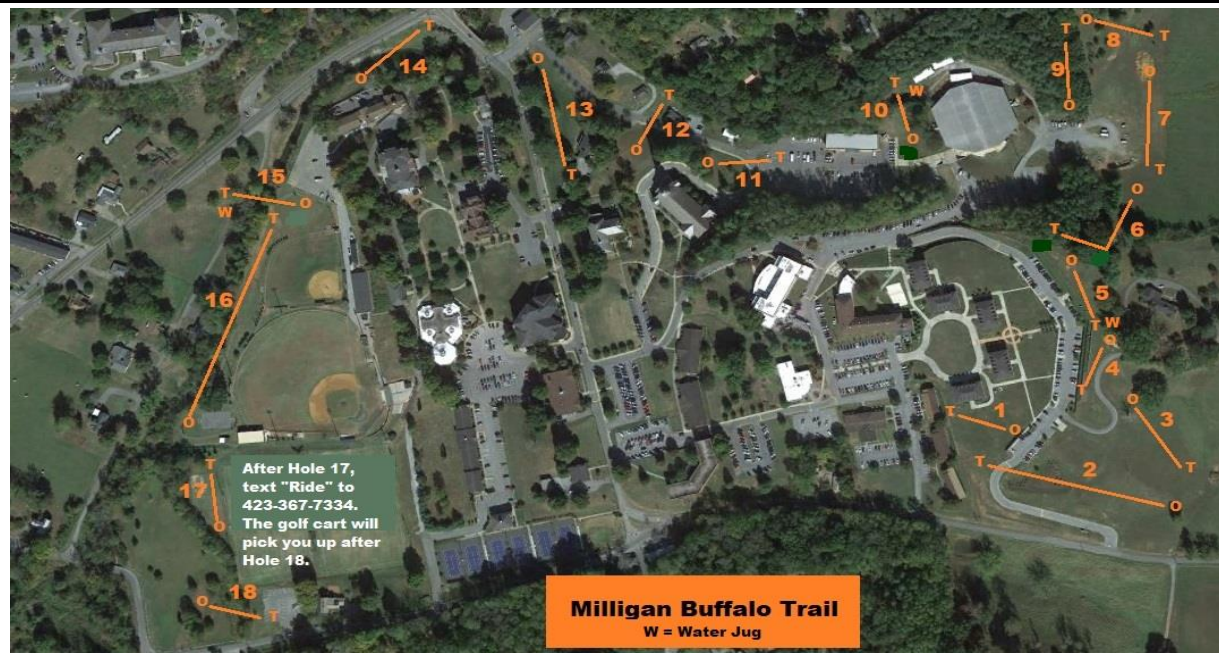 O
T
8
T
14
T
O
9
T
O
O
7
13
T
W
10
T
O
O
12
O
T
O
T
11
T
T
15
T
W
O
T
O
6
T
O
16
5
T
W
O
4
T
1
T
O
O
3
T
T
2
O
O
T
17
O
After Hole 17,
text "Ride" to
423-367-7334.
The golf cart will
pick you up after
Hole 18.
18
O
T
Milligan Buffalo Trail
W = Water Jug